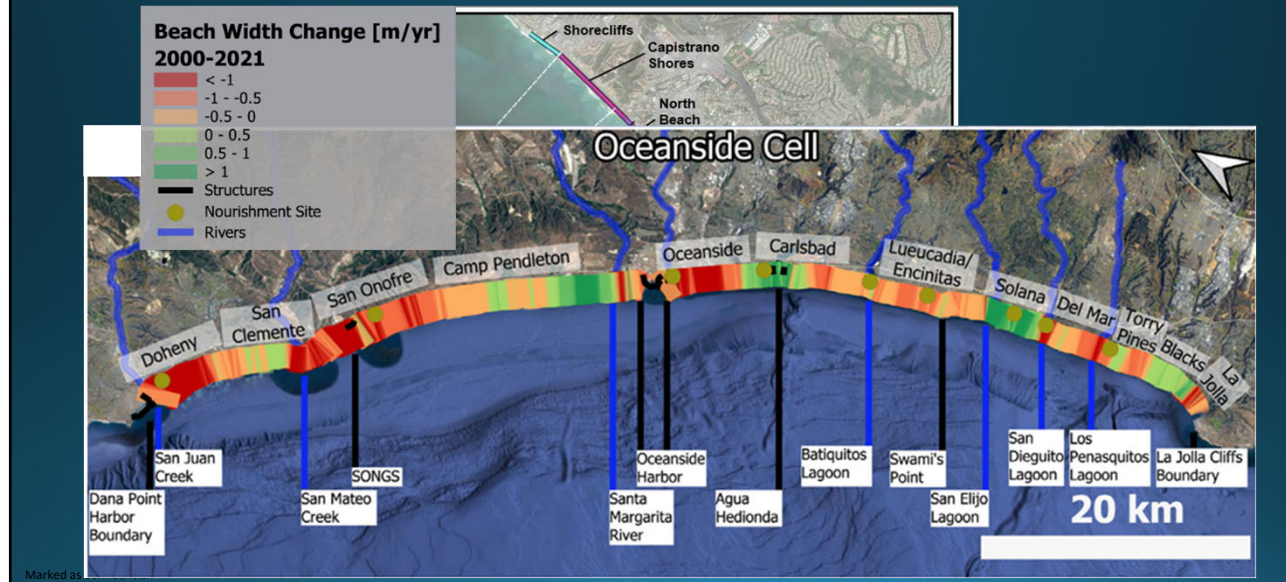 Beach Width Change [m/yr]
2000-2021
< -1
-1 - -0.5
-0.5 - 0
0 - 0.5
0.5 - 1
> 1
Structures
Nourishment Site
Rivers
Shorecliffs
Capistrano
Shores
North
Beach
Oceanside Cell
Doheny
San
Clemente
San Onofre
Camp Pendleton
Oceanside
Carlsbad
Lueucadia/
Encinitas
Solana
Del Mar
Torry
Pines
Blacks
La
Jolla
Dana Point
Harbor
Boundary
San Juan
Creek
San Mateo
Creek
SONGS
Santa
Margarita
River
Oceanside
Harbor
Agua
Hedionda
Batiquitos
Lagoon
Swami's
Point
San Elijo
Lagoon
San
Dieguito
Lagoon
Los
Penasquitos
Lagoon
La Jolla Cliffs
Boundary
20 km
Marked as